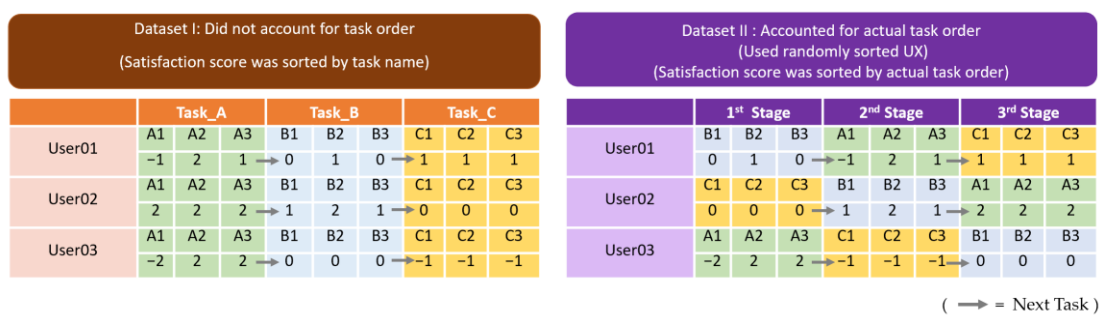 Dataset I: Did not account for task order
(Satisfaction score was sorted by task name)
Task_A Task_B Task_C
User01 A1 A2 A3 B1 B2 B3 C1 C2 C3
−1 2 1 0 1 0 1 1 1
User02 A1 A2 A3 B1 B2 B3 C1 C2 C3
2 2 2 1 2 1 0 0 0
User03 A1 A2 A3 B1 B2 B3 C1 C2 C3
−2 2 2 0 0 0 −1 −1 −1
Dataset II : Accounted for actual task order
(Used randomly sorted UX)
(Satisfaction score was sorted by actual task order)
1st Stage 2nd Stage 3rd Stage
User01 B1 B2 B3 A1 A2 A3 C1 C2 C3
0 1 0 −1 2 1 1 1 1
User02 C1 C2 C3 B1 B2 B3 A1 A2 A3
0 0 0 1 2 1 2 2 2
User03 A1 A2 A3 C1 C2 C3 B1 B2 B3
−2 2 2 −1 −1 −1 0 0 0
( → = Next Task )